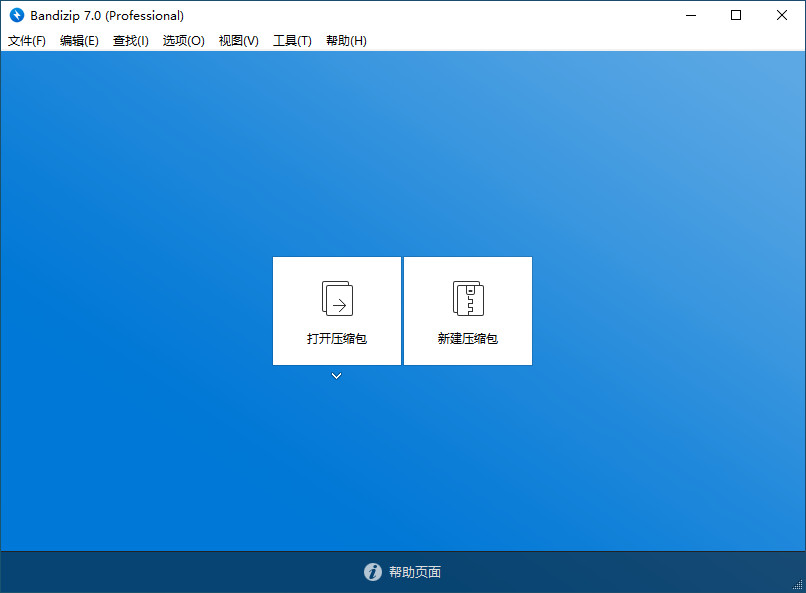 Bandizip 7.0 (Professional)
文件(F) 编辑(E) 查找(I) 选项(O) 视图(V) 工具(T) 帮助(H)
打开压缩包 新建压缩包
帮助页面